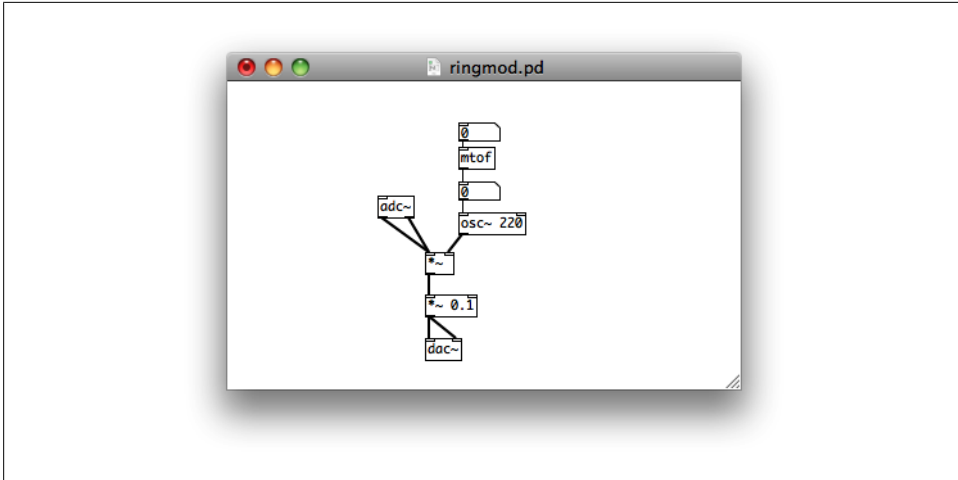 ringmod.pd
0
mtof
0
adc~
osc~ 220
*~
*~ 0.1
dac~